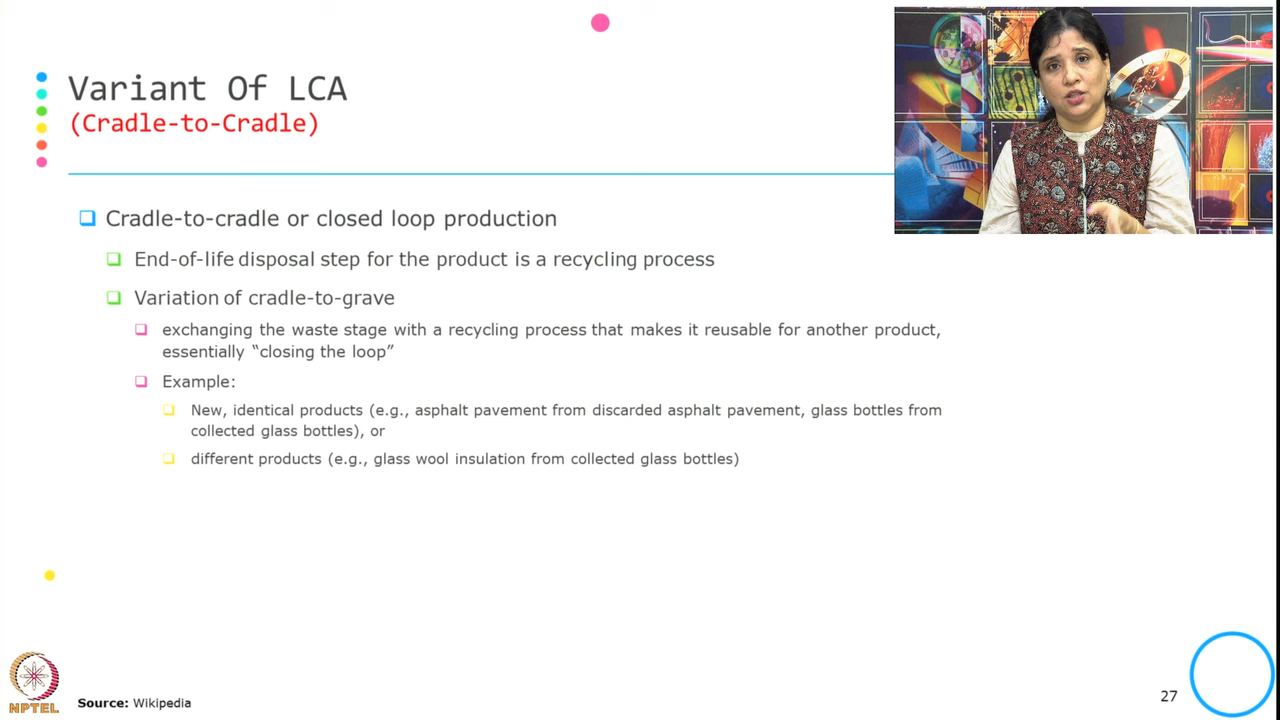 Variant Of LCA
(Cradle-to-Cradle)
Cradle-to-cradle or closed loop production
End-of-life disposal step for the product is a recycling process
Variation of cradle-to-grave
exchanging the waste stage with a recycling process that makes it reusable for another product,
essentially “closing the loop”
Example:
New, identical products (e.g., asphalt pavement from discarded asphalt pavement, glass bottles from
collected glass bottles), or
different products (e.g., glass wool insulation from collected glass bottles)
NPTEL
Source: Wikipedia
27